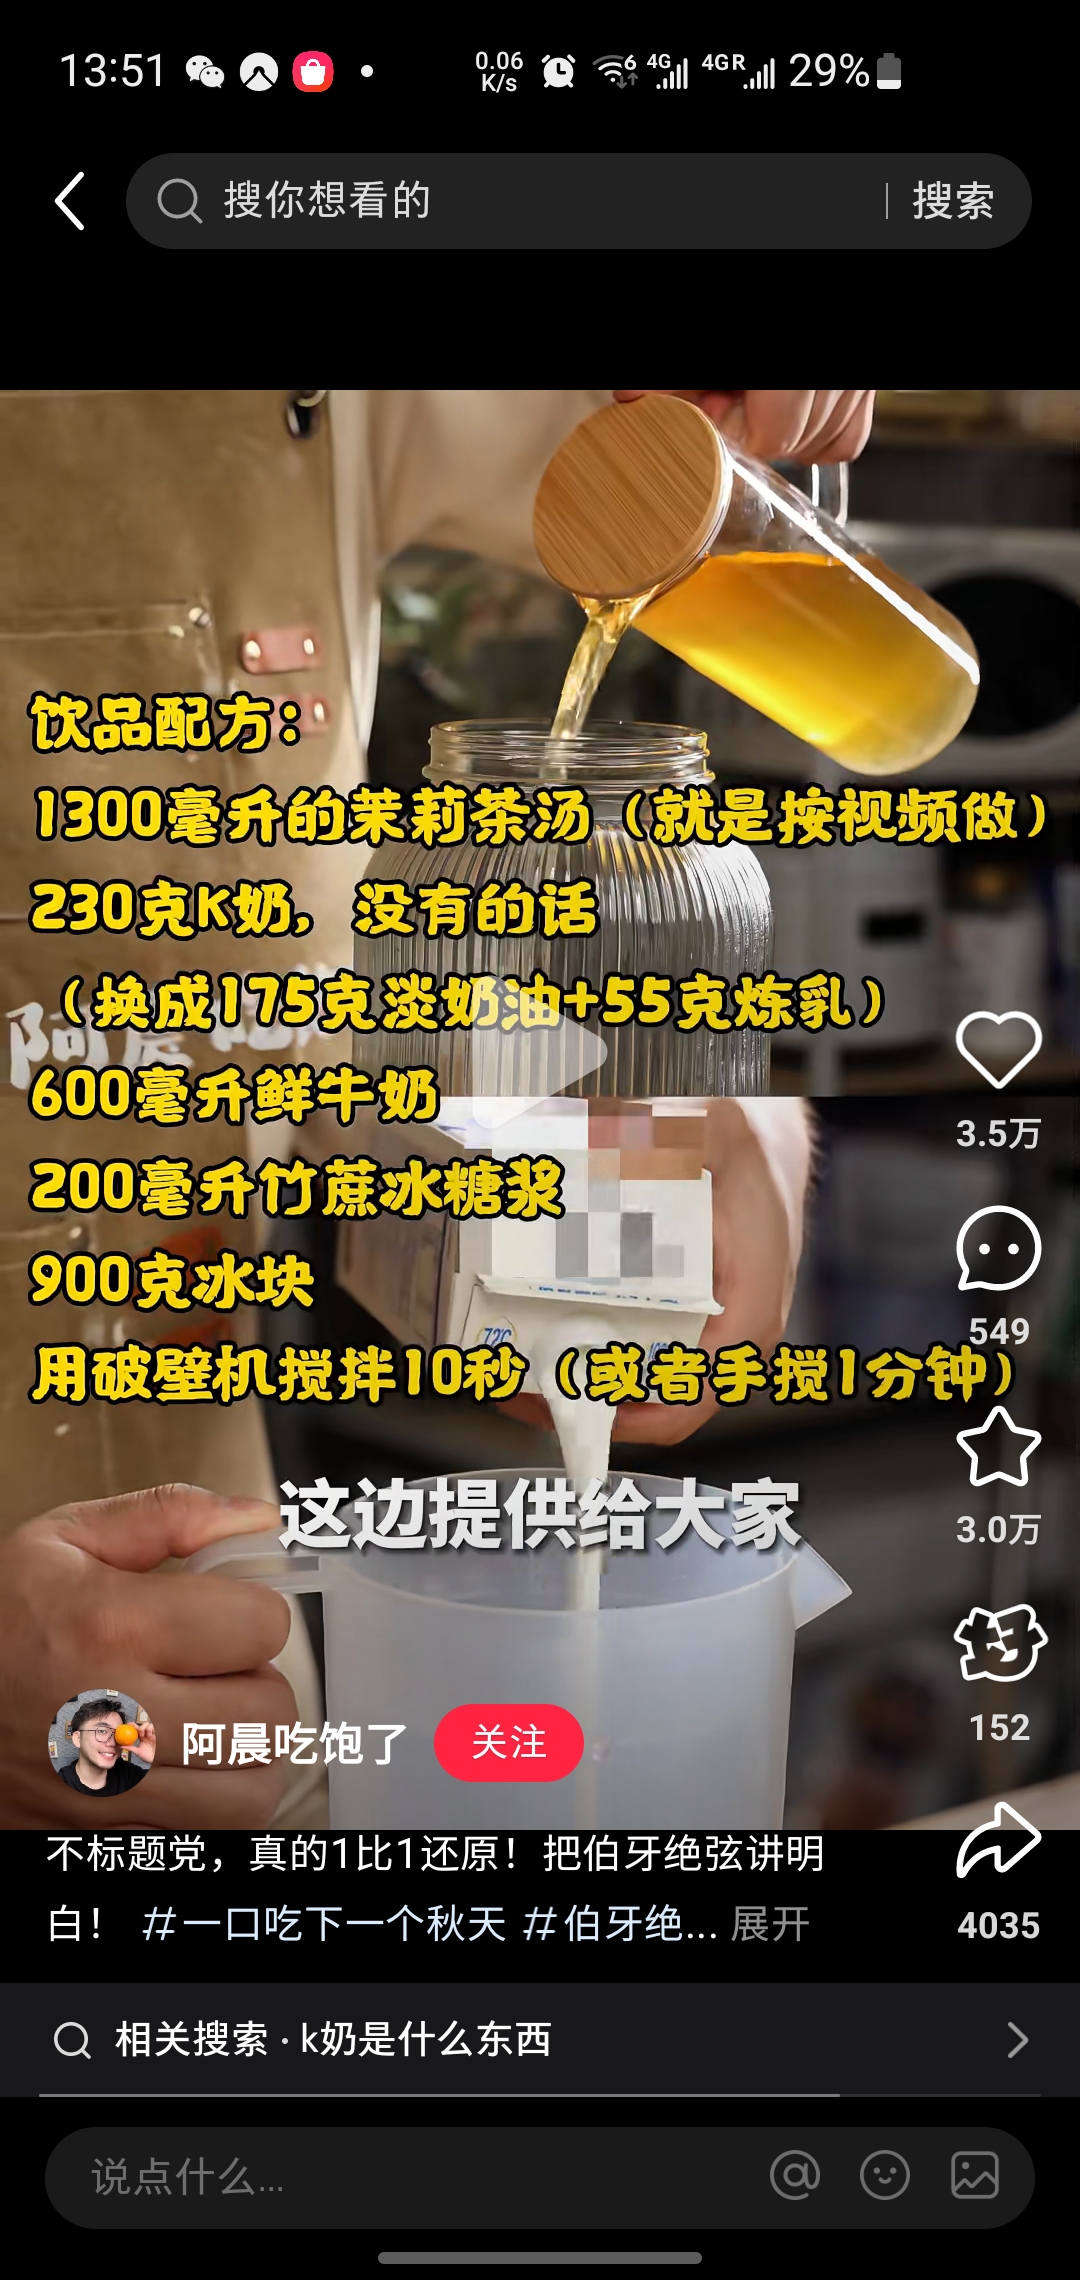 13:51
0.06
K/s
6
4G
4GR
29%
搜你想看的
搜索
饮品配方：
1300毫升的茉莉茶汤（就是按视频做）
230克K奶，没有的话
（换成175克淡奶油+55克炼乳）
600毫升鲜牛奶
200毫升竹蔗冰糖浆
900克冰块
用破壁机搅拌10秒（或者手搅1分钟）
72℃
这边提供给大家
3.5万
549
3.0万
152
4035
阿晨吃饱了
关注
不标题党，真的1比1还原！把伯牙绝弦讲明
白！ #一口吃下一个秋天 #伯牙绝... 展开
相关搜索 · k奶是什么东西
说点什么...